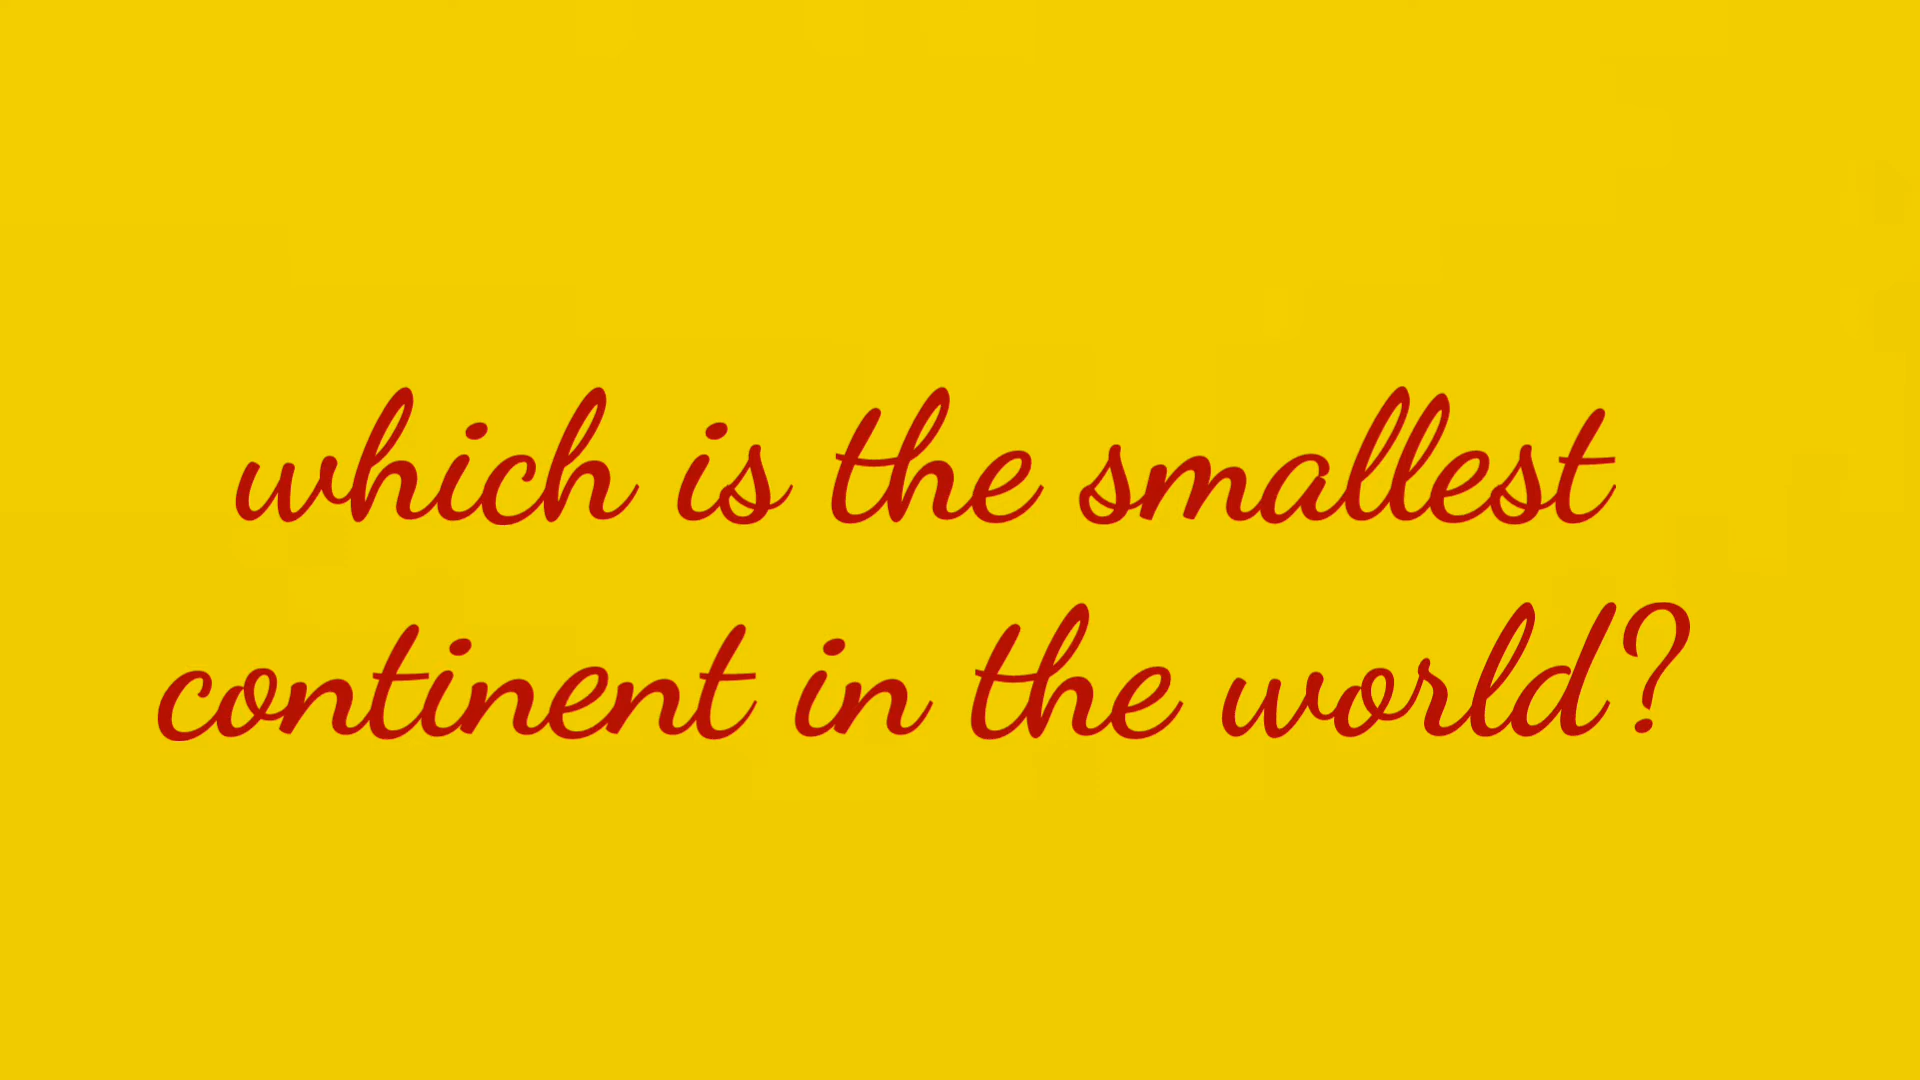 which is the smallest
continent in the world?